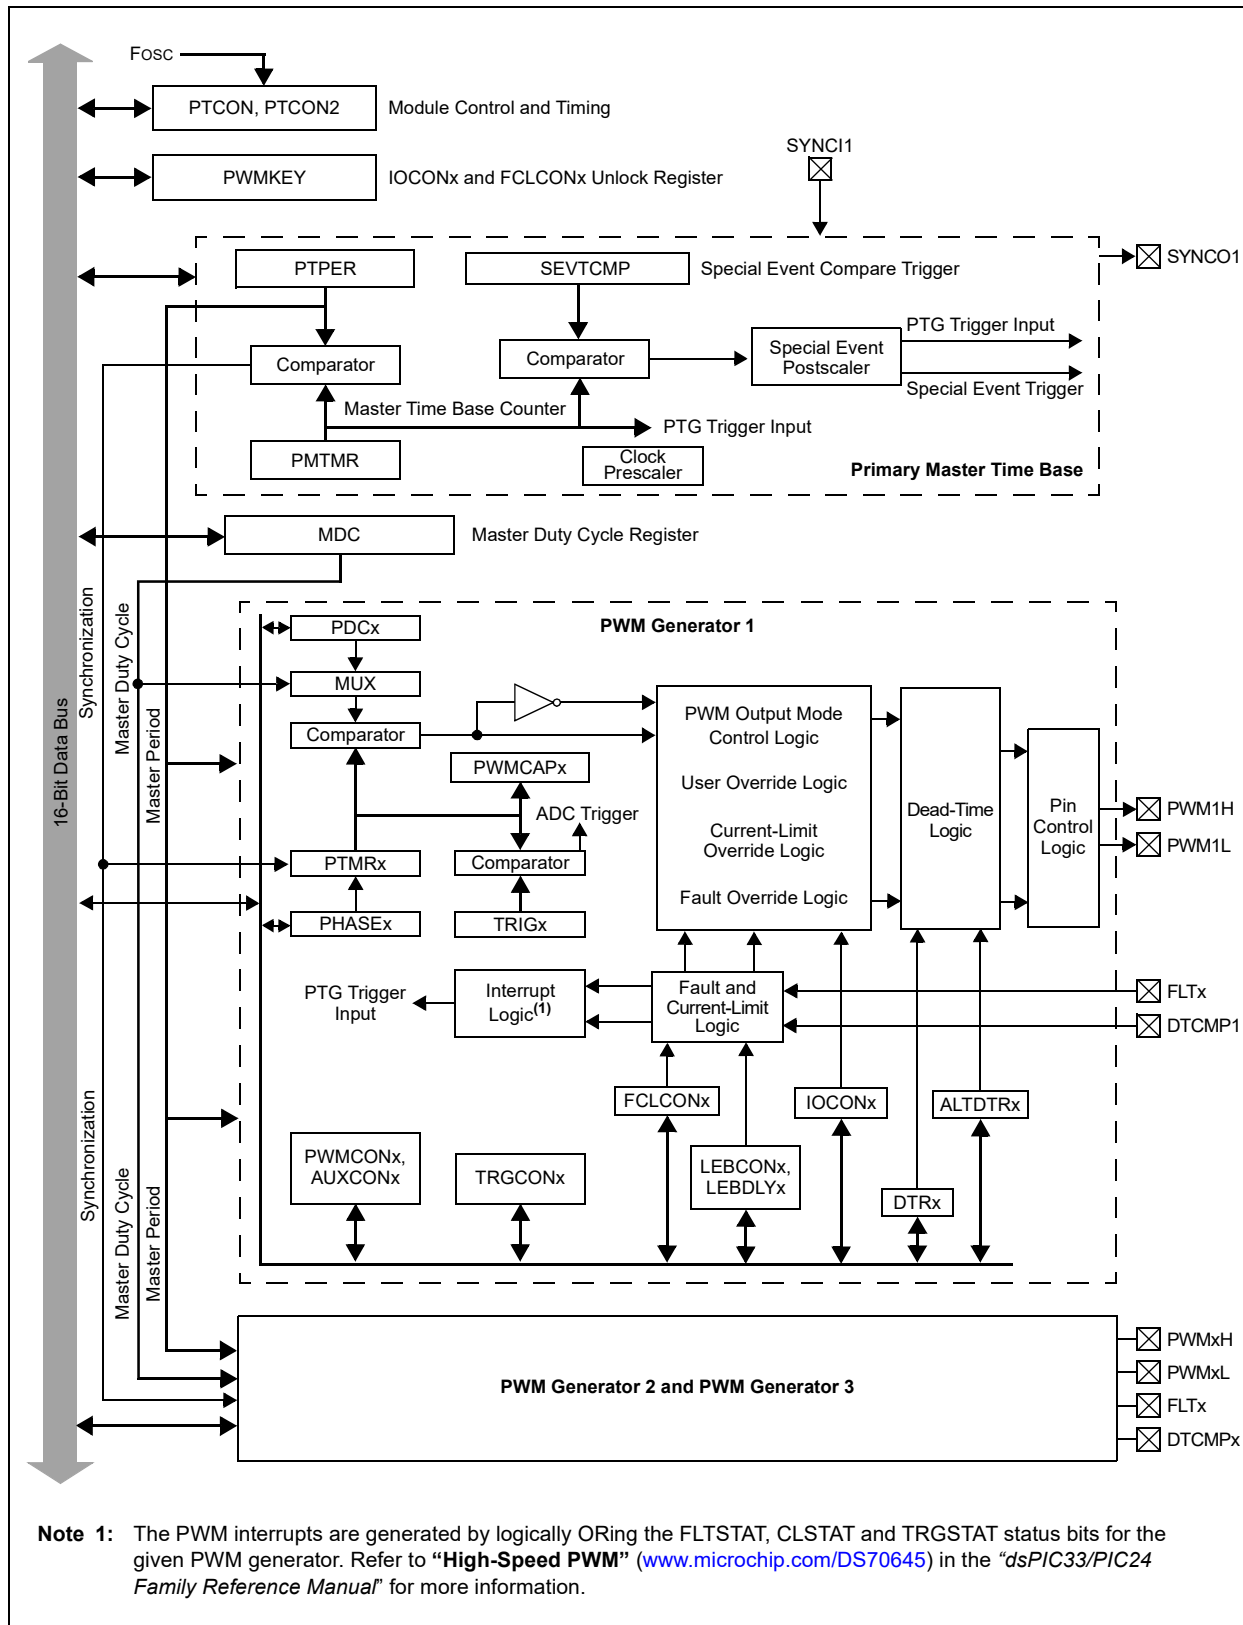 FOSC
PTCON, PTCON2
Module Control and Timing
PWMKEY
IOCONx and FCLCONx Unlock Register
SYNCI1
PTPER
SEVTCMP
Special Event Compare Trigger
SYNCO1
Comparator
Comparator
Special Event
Postscaler
PTG Trigger Input
Special Event Trigger
Master Time Base Counter
PTG Trigger Input
PMTMR
Clock
Prescaler
Primary Master Time Base
MDC
Master Duty Cycle Register
16-Bit Data Bus
Synchronization
Master Duty Cycle
Master Period
PWM Generator 1
PDCx
MUX
Comparator
PWMCAPx
ADC Trigger
PTMRx
Comparator
PHASEx
TRIGx
PWM Output Mode
Control Logic
User Override Logic
Current-Limit
Override Logic
Fault Override Logic
Dead-Time
Logic
Pin
Control
Logic
PWM1H
PWM1L
PTG Trigger
Input
Interrupt
Logic(1)
Fault and
Current-Limit
Logic
FLTx
DTCMP1
FCLCONx
IOCONx
ALTDTRx
PWMCONx,
AUXCONx
TRGCONx
LEBCONx,
LEBDLYx
DTRx
Synchronization
Master Duty Cycle
Master Period
PWM Generator 2 and PWM Generator 3
PWMxH
PWMxL
FLTx
DTCMPx
Note 1: The PWM interrupts are generated by logically ORing the FLTSTAT, CLSTAT and TRGSTAT status bits for the
given PWM generator. Refer to “High-Speed PWM” (www.microchip.com/DS70645) in the “dsPIC33/PIC24
Family Reference Manual” for more information.